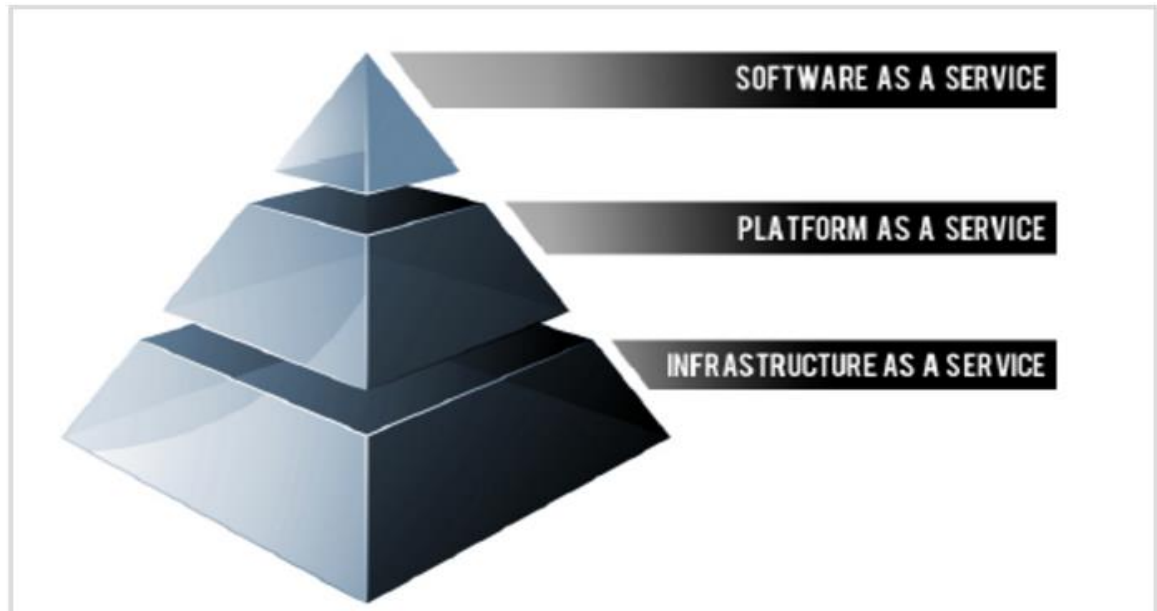 SOFTWARE AS A SERVICE
PLATFORM AS A SERVICE
INFRASTRUCTURE AS A SERVICE